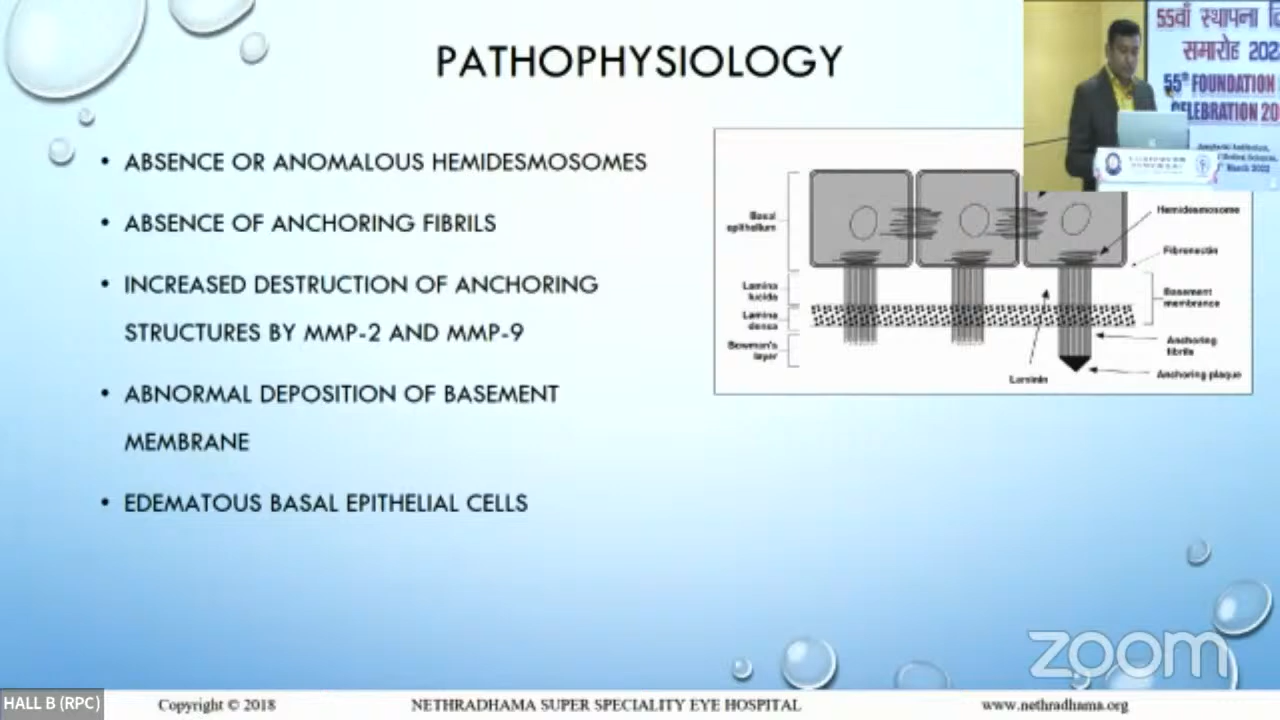 PATHOPHYSIOLOGY
• ABSENCE OR ANOMALOUS HEMIDESMOSOMES
• ABSENCE OF ANCHORING FIBRILS
• INCREASED DESTRUCTION OF ANCHORING
STRUCTURES BY MMP-2 AND MMP-9
• ABNORMAL DEPOSITION OF BASEMENT
MEMBRANE
• EDEMATOUS BASAL EPITHELIAL CELLS
Basal
epithelium
Lamina
lucida
Lamina
densa
Bowman's
layer
Hemidesmosome
Fibronectin
Basement
membrane
Anchoring
fibrils
Anchoring plaque
Laminin
55वाँ स्थापना
समारोह
55th FOUNDATION
CELEBRATION
March 2022
zoom
HALL B (RPC)
Copyright © 2018
NETHRADHAMA SUPER SPECIALITY EYE HOSPITAL
www.nethradhama.org